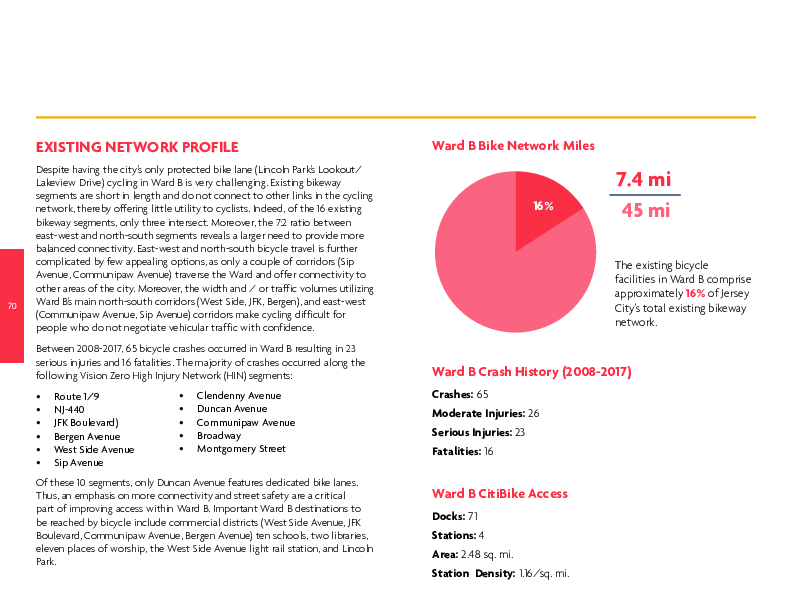 EXISTING NETWORK PROFILE
Despite having the city's only protected bike lane (Lincoln Park's Lookout/
Lakeview Drive) cycling in Ward B is very challenging. Existing bikeway
segments are short in length and do not connect to other links in the cycling
network, thereby offering little utility to cyclists. Indeed, of the 16 existing
bikeway segments, only three intersect. Moreover, the 7:2 ratio between
east-west and north-south segments reveals a larger need to provide more
balanced connectivity. East-west and north-south bicycle travel is further
complicated by few appealing options, as only a couple of corridors (Sip
Avenue, Communipaw Avenue) traverse the Ward and offer connectivity to
other areas of the city. Moreover, the width and / or traffic volumes utilizing
Ward B's main north-south corridors (West Side, JFK, Bergen), and east-west
(Communipaw Avenue, Sip Avenue) corridors make cycling difficult for
people who do not negotiate vehicular traffic with confidence.
Between 2008-2017, 65 bicycle crashes occurred in Ward B resulting in 23
serious injuries and 16 fatalities. The majority of crashes occurred along the
following Vision Zero High Injury Network (HIN) segments:
• Route 1/9
• NJ-440
• JFK Boulevard)
• Bergen Avenue
• West Side Avenue
• Sip Avenue
• Clendenny Avenue
• Duncan Avenue
• Communipaw Avenue
• Broadway
• Montgomery Street
Of these 10 segments, only Duncan Avenue features dedicated bike lanes.
Thus, an emphasis on more connectivity and street safety are a critical
part of improving access within Ward B. Important Ward B destinations to
be reached by bicycle include commercial districts (West Side Avenue, JFK
Boulevard, Communipaw Avenue, Bergen Avenue) ten schools, two libraries,
eleven places of worship, the West Side Avenue light rail station, and Lincoln
Park.
70
Ward B Bike Network Miles
16%
7.4 mi
45 mi
The existing bicycle
facilities in Ward B comprise
approximately 16% of Jersey
City's total existing bikeway
network.
Ward B Crash History (2008-2017)
Crashes: 65
Moderate Injuries: 26
Serious Injuries: 23
Fatalities: 16
Ward B CitiBike Access
Docks: 71
Stations: 4
Area: 2.48 sq. mi.
Station Density: 1.16/sq. mi.